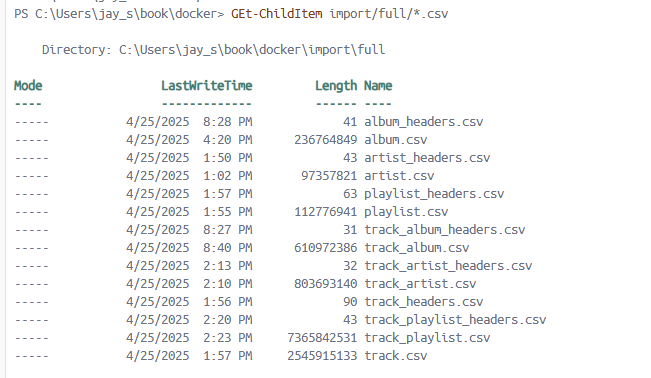 PS C:\Users\jay_s\book\docker> GEt-ChildItem import/full/*.csv
Directory: C:\Users\jay_s\book\docker\import\full
Mode LastWriteTime Length Name
---- ------------- ------ ----
----- 4/25/2025 8:28 PM 41 album_headers.csv
----- 4/25/2025 4:20 PM 236764849 album.csv
----- 4/25/2025 1:50 PM 43 artist_headers.csv
----- 4/25/2025 1:02 PM 97357821 artist.csv
----- 4/25/2025 1:57 PM 63 playlist_headers.csv
----- 4/25/2025 1:55 PM 112776941 playlist.csv
----- 4/25/2025 8:27 PM 31 track_album_headers.csv
----- 4/25/2025 8:40 PM 610972386 track_album.csv
----- 4/25/2025 2:13 PM 32 track_artist_headers.csv
----- 4/25/2025 2:10 PM 803693140 track_artist.csv
----- 4/25/2025 1:56 PM 90 track_headers.csv
----- 4/25/2025 2:20 PM 43 track_playlist_headers.csv
----- 4/25/2025 2:23 PM 7365842531 track_playlist.csv
----- 4/25/2025 1:57 PM 2545915133 track.csv